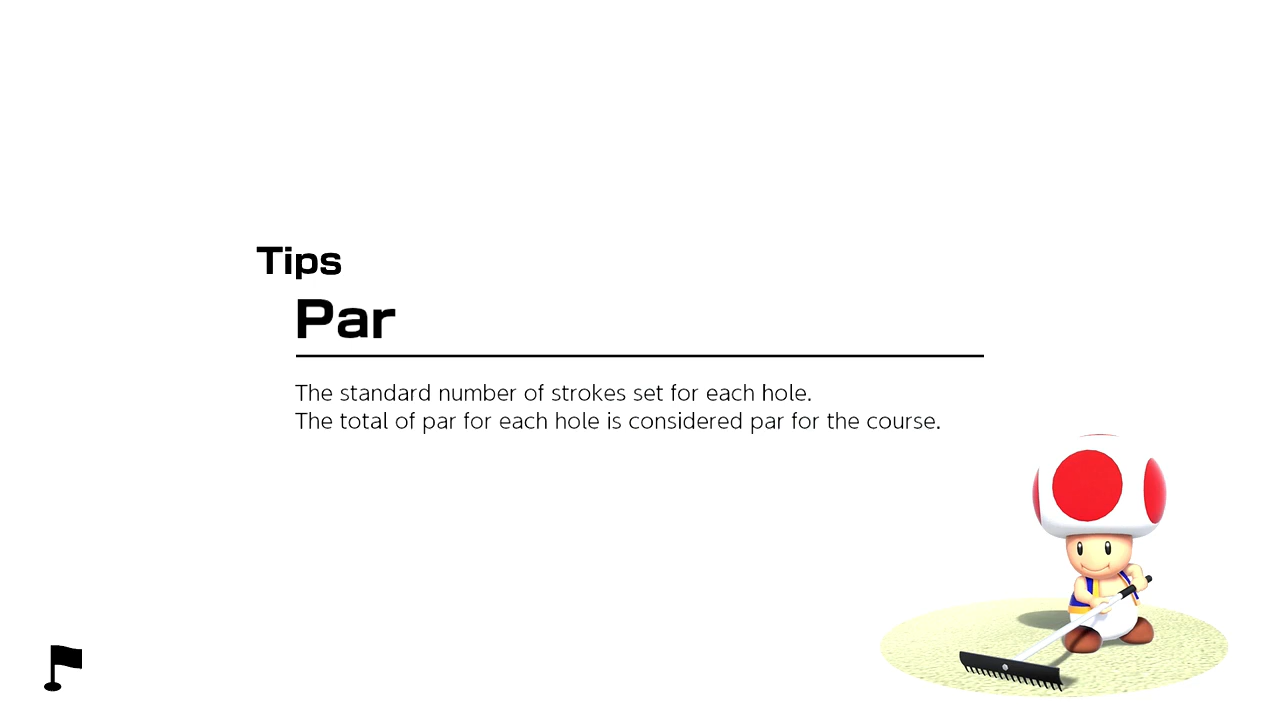 Tips
Par
The standard number of strokes set for each hole.
The total of par for each hole is considered par for the course.